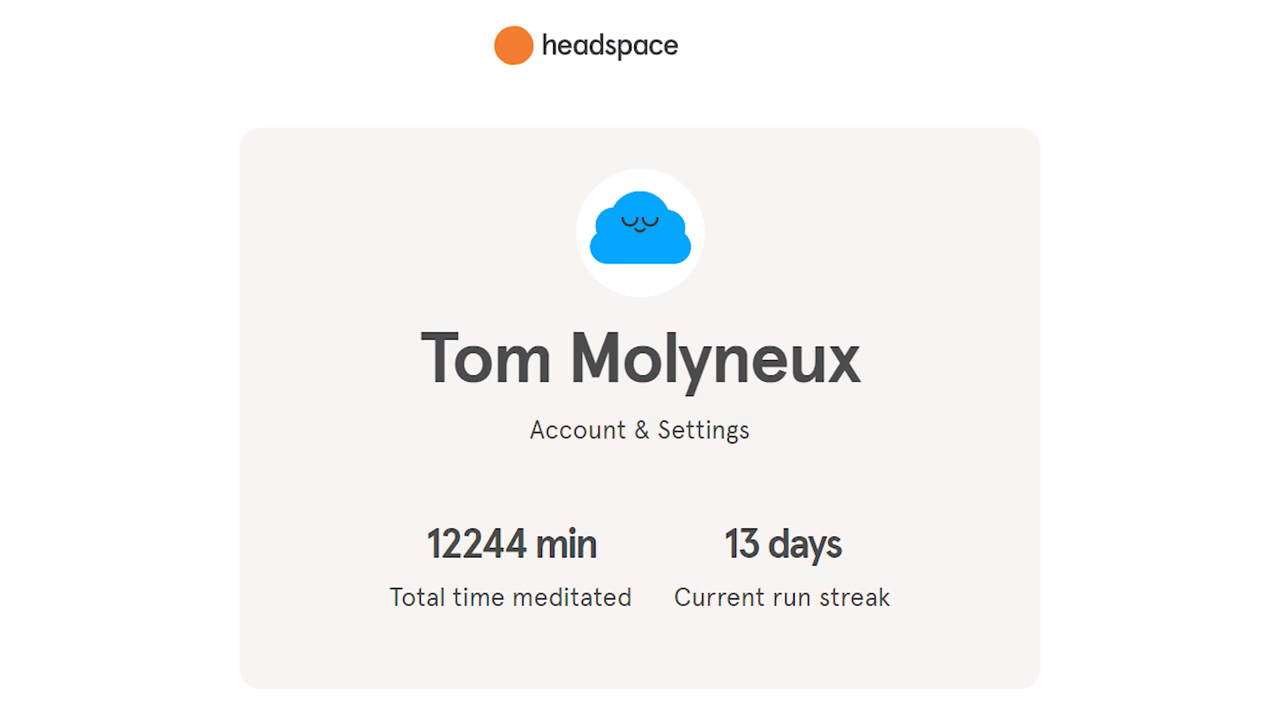 headspace
Tom Molyneux
Account & Settings
12244 min 13 days
Total time meditated Current run streak